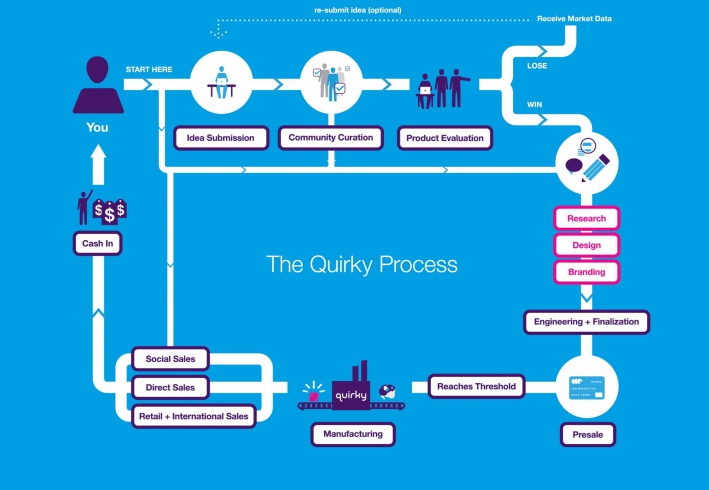 re-submit idea (optional)
Receive Market Data
START HERE
LOSE
WIN
You
Idea Submission
Community Curation
Product Evaluation
Research
Design
Branding
Cash In
The Quirky Process
Engineering + Finalization
Social Sales
Direct Sales
Retail + International Sales
quirky
Manufacturing
Reaches Threshold
Presale